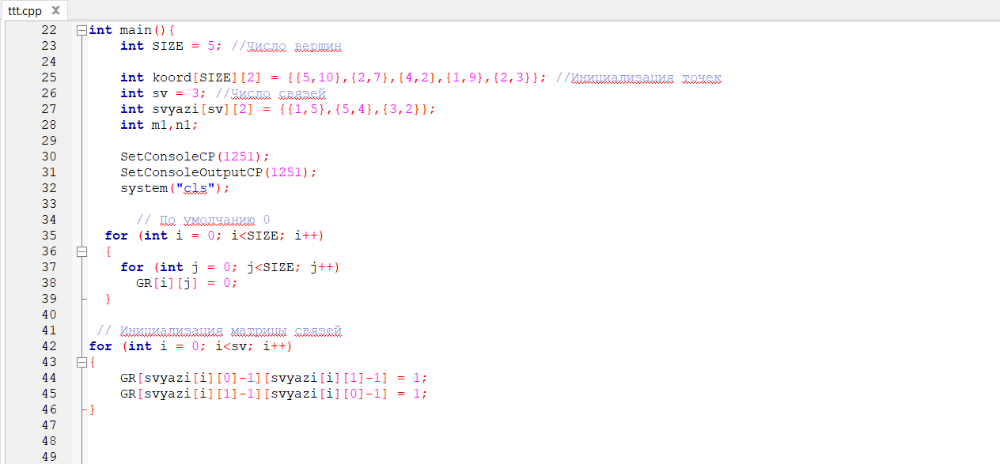 ttt.cpp X
22 int main(){
23 int SIZE = 5; //Число вершин
24
25 int koord[SIZE][2] = {{5,10},{2,7},{4,2},{1,9},{2,3}}; //Инициализация точек
26 int sv = 3; //Число связей
27 int svyazi[sv][2] = {{1,5},{5,4},{3,2}};
28 int m1,n1;
29
30 SetConsoleCP(1251);
31 SetConsoleOutputCP(1251);
32 system("cls");
33
34 // По умолчанию 0
35 for (int i = 0; i<SIZE; i++)
36 {
37 for (int j = 0; j<SIZE; j++)
38 GR[i][j] = 0;
39 }
40
41 // Инициализация матрицы связей
42 for (int i = 0; i<sv; i++)
43 {
44 GR[svyazi[i][0]-1][svyazi[i][1]-1] = 1;
45 GR[svyazi[i][1]-1][svyazi[i][0]-1] = 1;
46 }
47
48
49